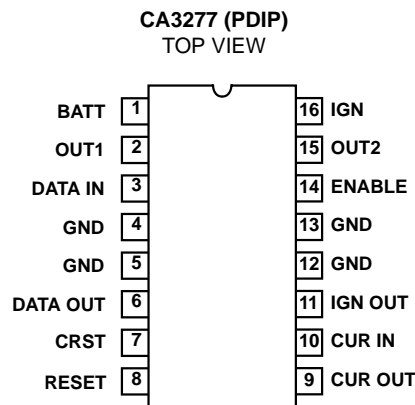 CA3277 (PDIP)
TOP VIEW
BATT 1 16 IGN
OUT1 2 15 OUT2
DATA IN 3 14 ENABLE
GND 4 13 GND
GND 5 12 GND
DATA OUT 6 11 IGN OUT
CRST 7 10 CUR IN
RESET 8 9 CUR OUT